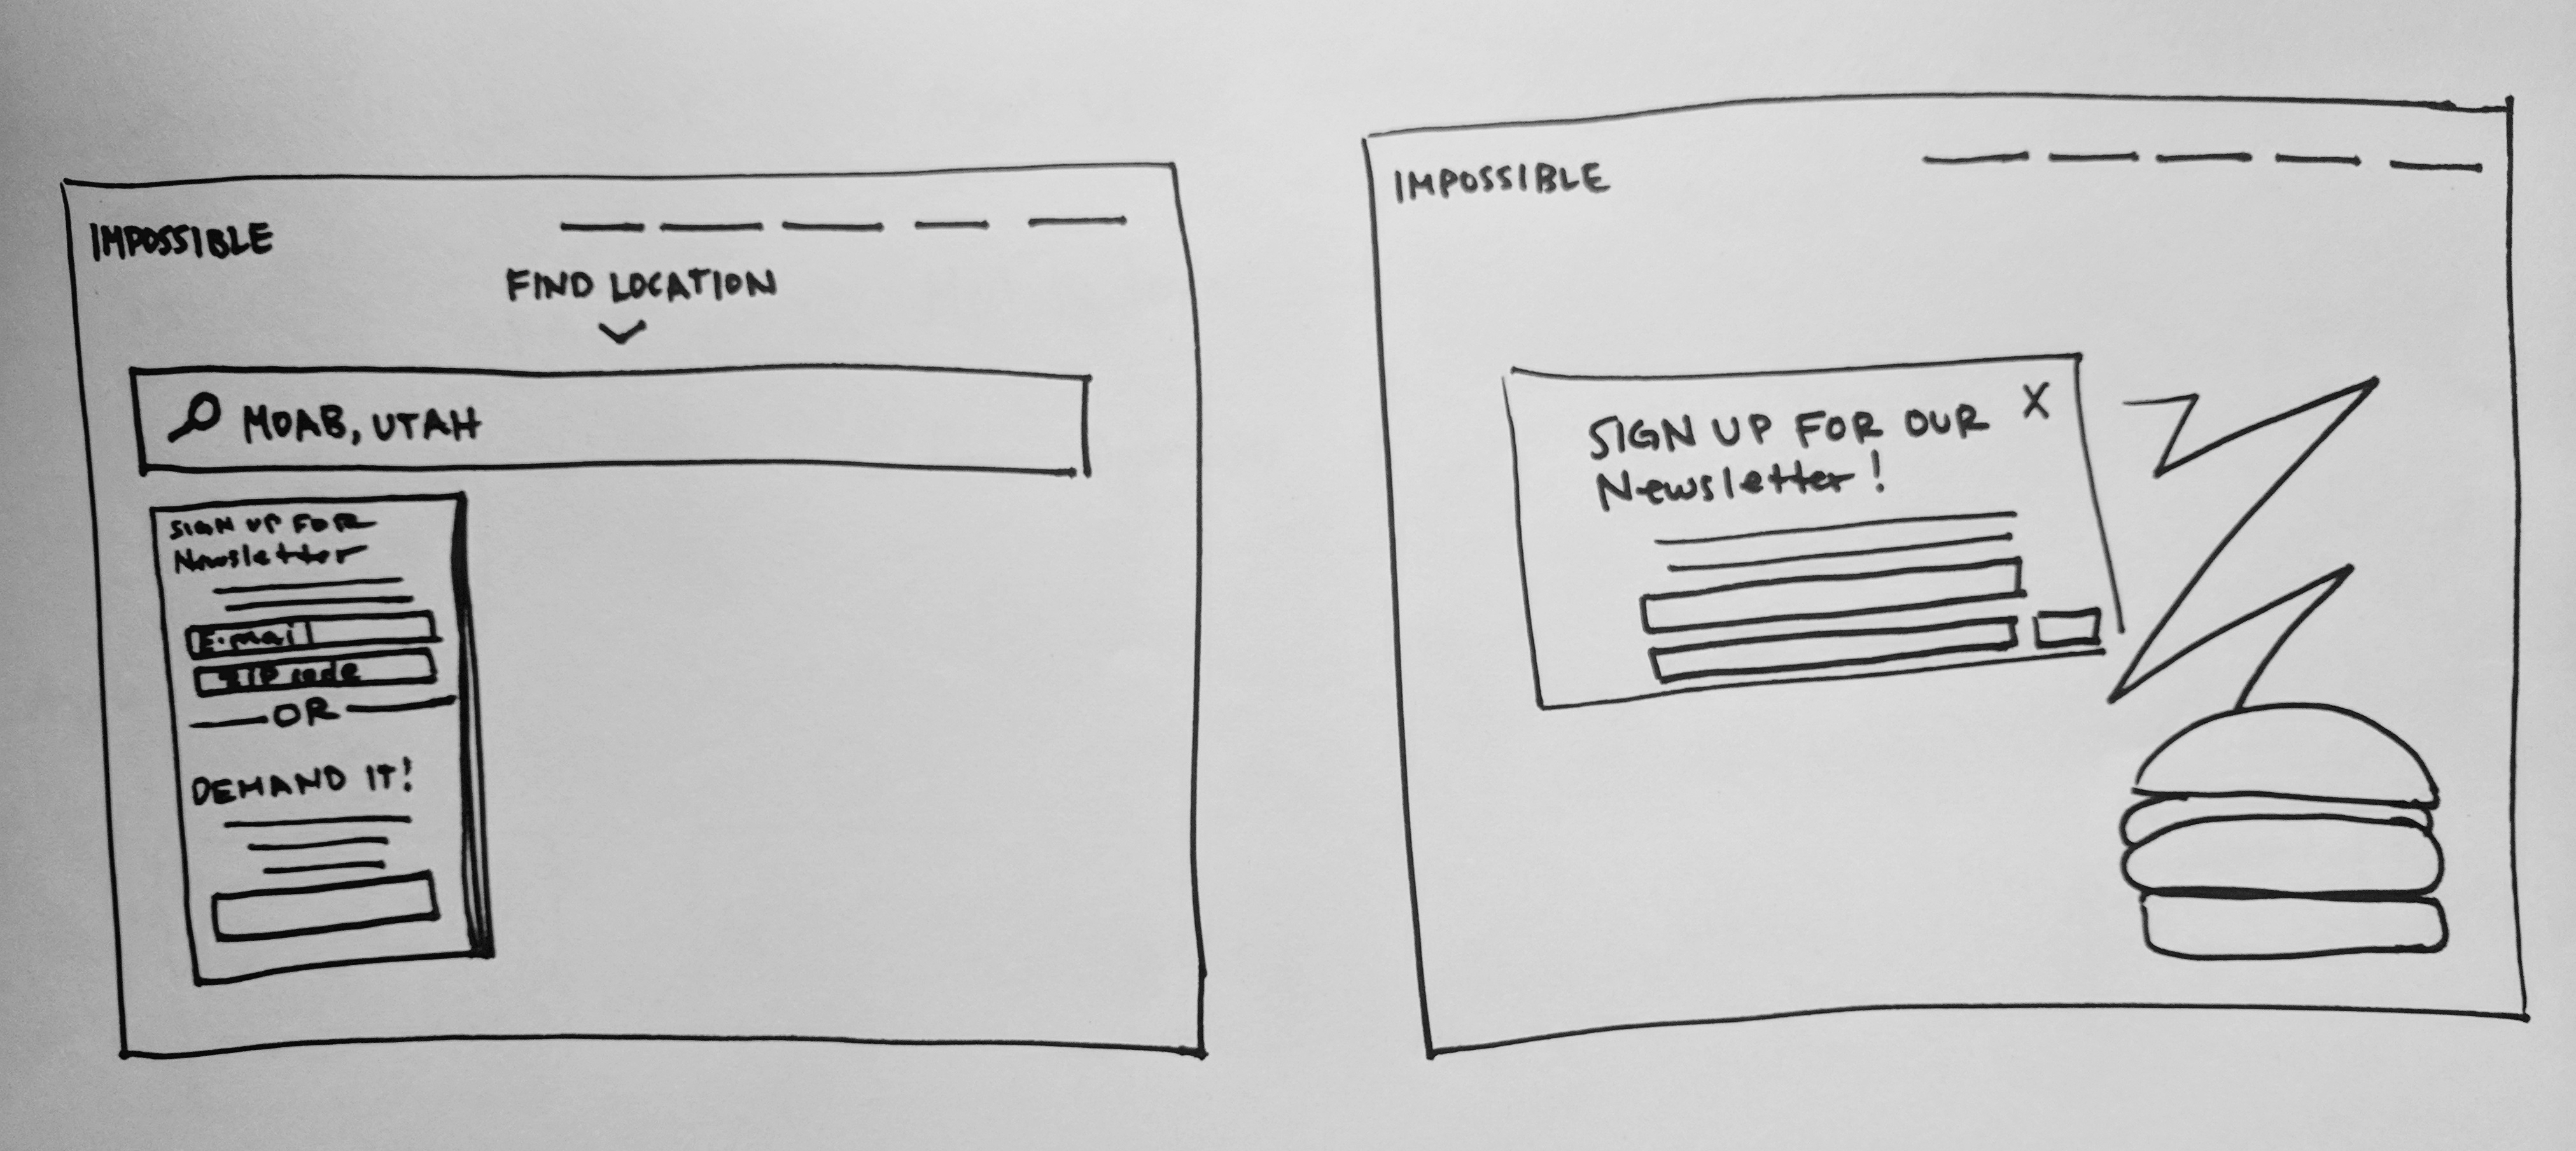 IMPOSSIBLE
FIND LOCATION
MOAB, UTAH
SIGN UP FOR
Newsletter
E-mail
ZIP code
OR
DEMAND IT!
IMPOSSIBLE
SIGN UP FOR OUR X
Newsletter!